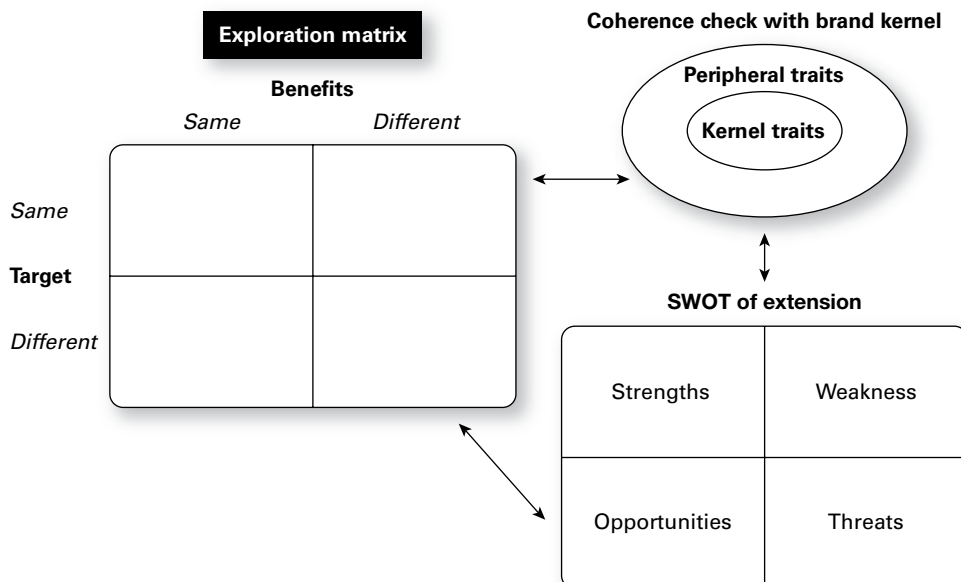 Exploration matrix
Benefits
Same Different
Same
Target
Different
Coherence check with brand kernel
Peripheral traits
Kernel traits
SWOT of extension
Strengths Weakness
Opportunities Threats